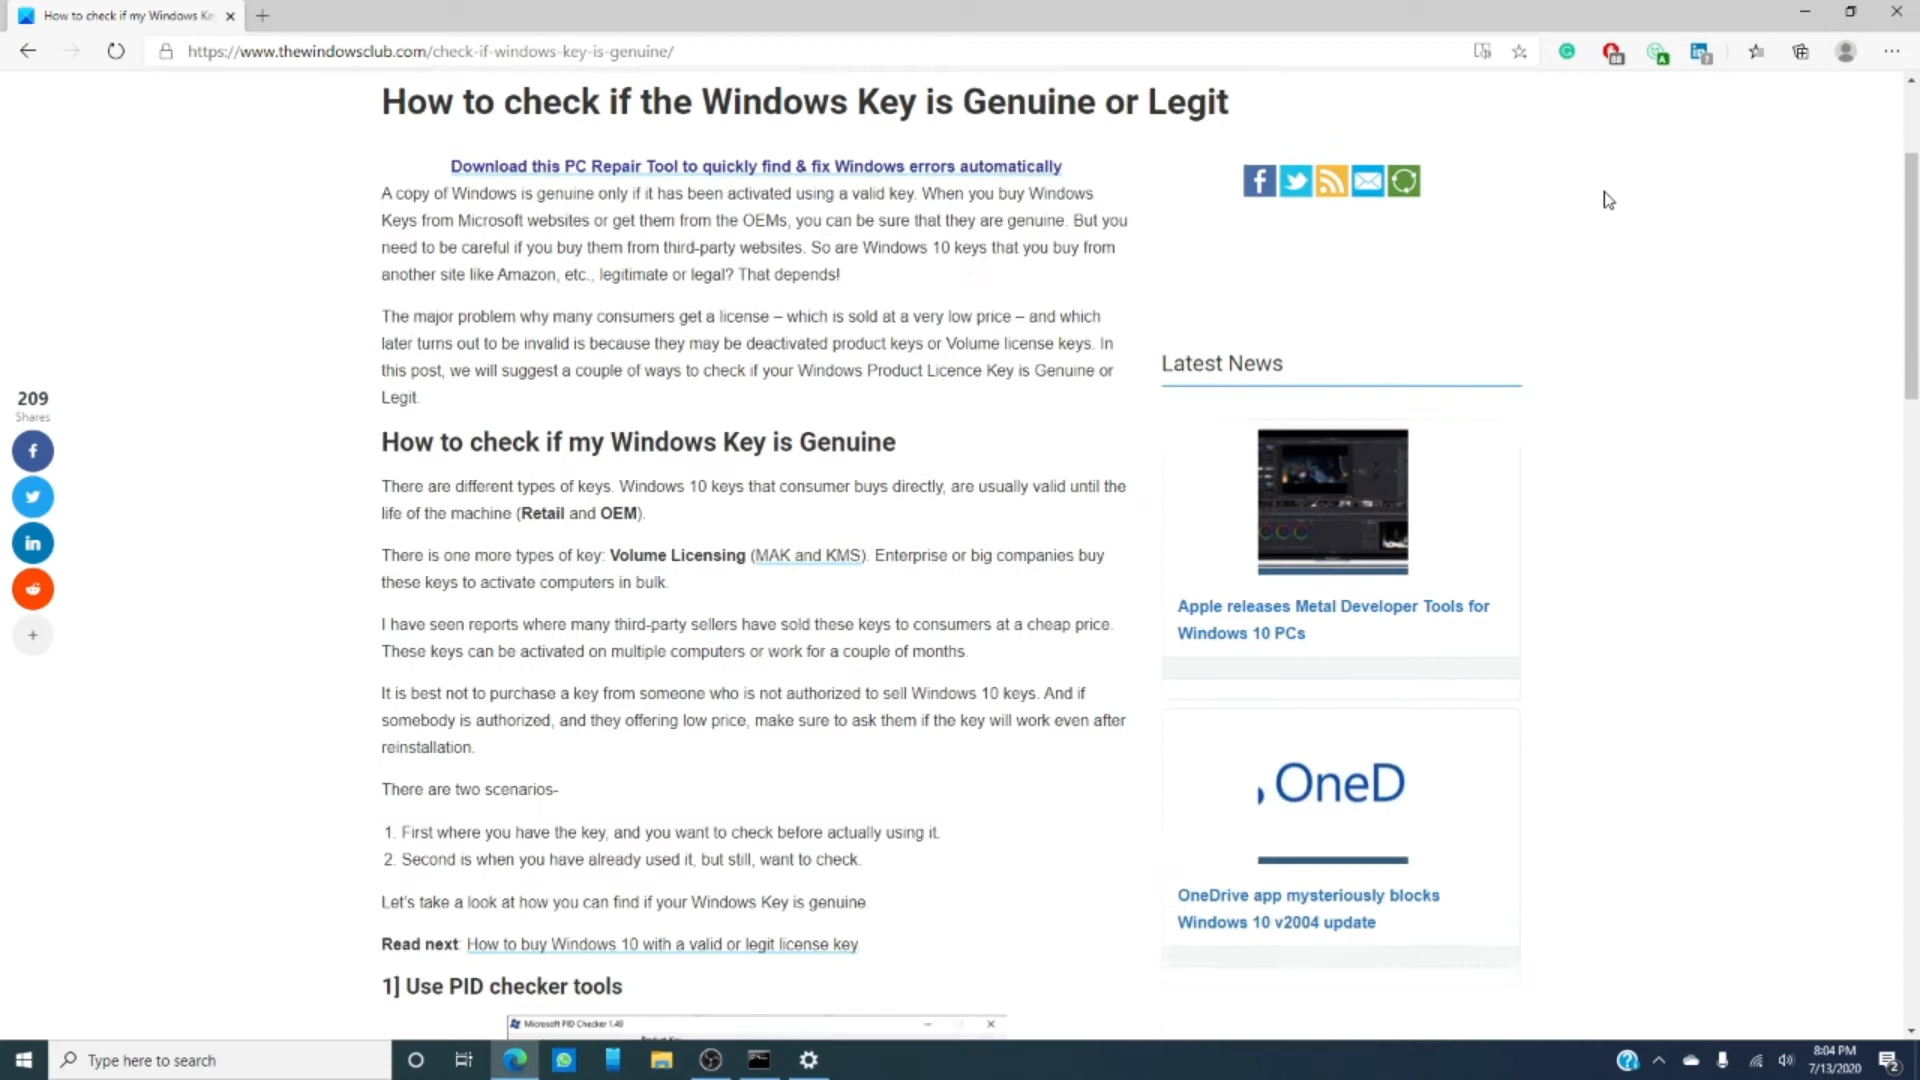 How to check if my Windows Ke
https://www.thewindowsclub.com/check-if-windows-key-is-genuine/
88
A
7
How to check if the Windows Key is Genuine or Legit
Download this PC Repair Tool to quickly find & fix Windows errors automatically
A copy of Windows is genuine only if it has been activated using a valid key. When you buy Windows
Keys from Microsoft websites or get them from the OEMs, you can be sure that they are genuine. But you
need to be careful if you buy them from third-party websites. So are Windows 10 keys that you buy from
another site like Amazon, etc., legitimate or legal? That depends!
The major problem why many consumers get a license – which is sold at a very low price – and which
later turns out to be invalid is because they may be deactivated product keys or Volume license keys. In
this post, we will suggest a couple of ways to check if your Windows Product Licence Key is Genuine or
Legit.
209
Shares
How to check if my Windows Key is Genuine
There are different types of keys. Windows 10 keys that consumer buys directly, are usually valid until the
life of the machine (Retail and OEM).
There is one more types of key: Volume Licensing (MAK and KMS). Enterprise or big companies buy
these keys to activate computers in bulk.
I have seen reports where many third-party sellers have sold these keys to consumers at a cheap price.
These keys can be activated on multiple computers or work for a couple of months.
It is best not to purchase a key from someone who is not authorized to sell Windows 10 keys. And if
somebody is authorized, and they offering low price, make sure to ask them if the key will work even after
reinstallation.
There are two scenarios-
1. First where you have the key, and you want to check before actually using it.
2. Second is when you have already used it, but still, want to check.
Let's take a look at how you can find if your Windows Key is genuine.
Read next: How to buy Windows 10 with a valid or legit license key
1] Use PID checker tools
Microsoft PID Checker 1.49
Latest News
Apple releases Metal Developer Tools for
Windows 10 PCs
OneD
OneDrive app mysteriously blocks
Windows 10 v2004 update
Type here to search
8:04 PM
7/13/2020
2